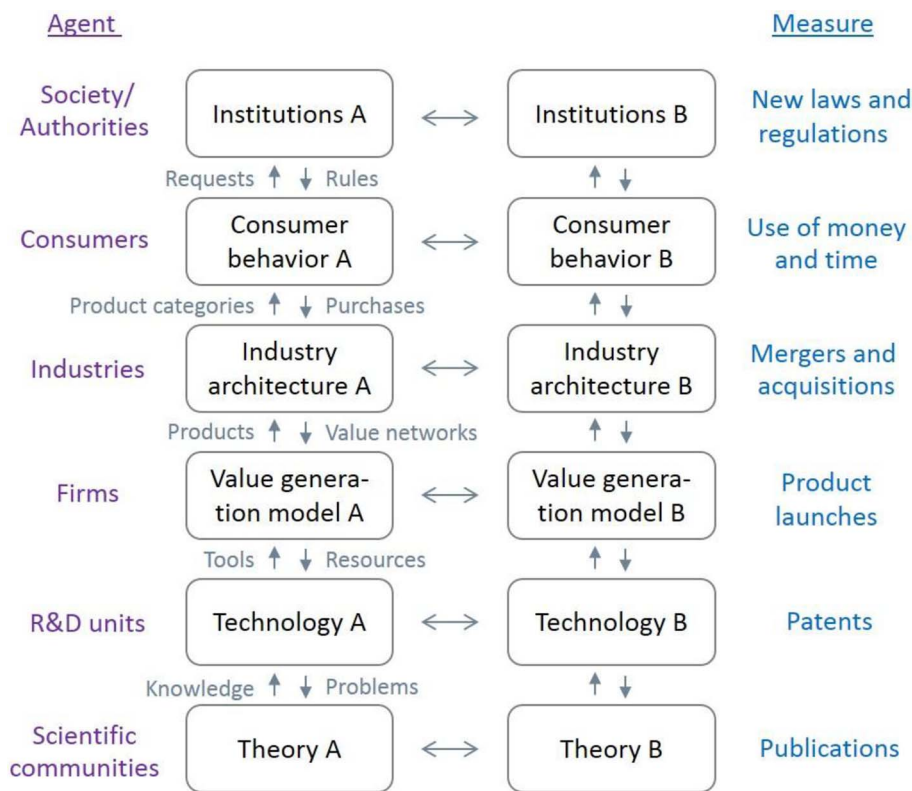 Agent
Measure
Society/
Authorities
Institutions A
Institutions B
New laws and
regulations
Requests
Rules
Consumers
Consumer
behavior A
Consumer
behavior B
Use of money
and time
Product categories
Purchases
Industries
Industry
architecture A
Industry
architecture B
Mergers and
acquisitions
Products
Value networks
Firms
Value genera-
tion model A
Value genera-
tion model B
Product
launches
Tools
Resources
R&D units
Technology A
Technology B
Patents
Knowledge
Problems
Scientific
communities
Theory A
Theory B
Publications